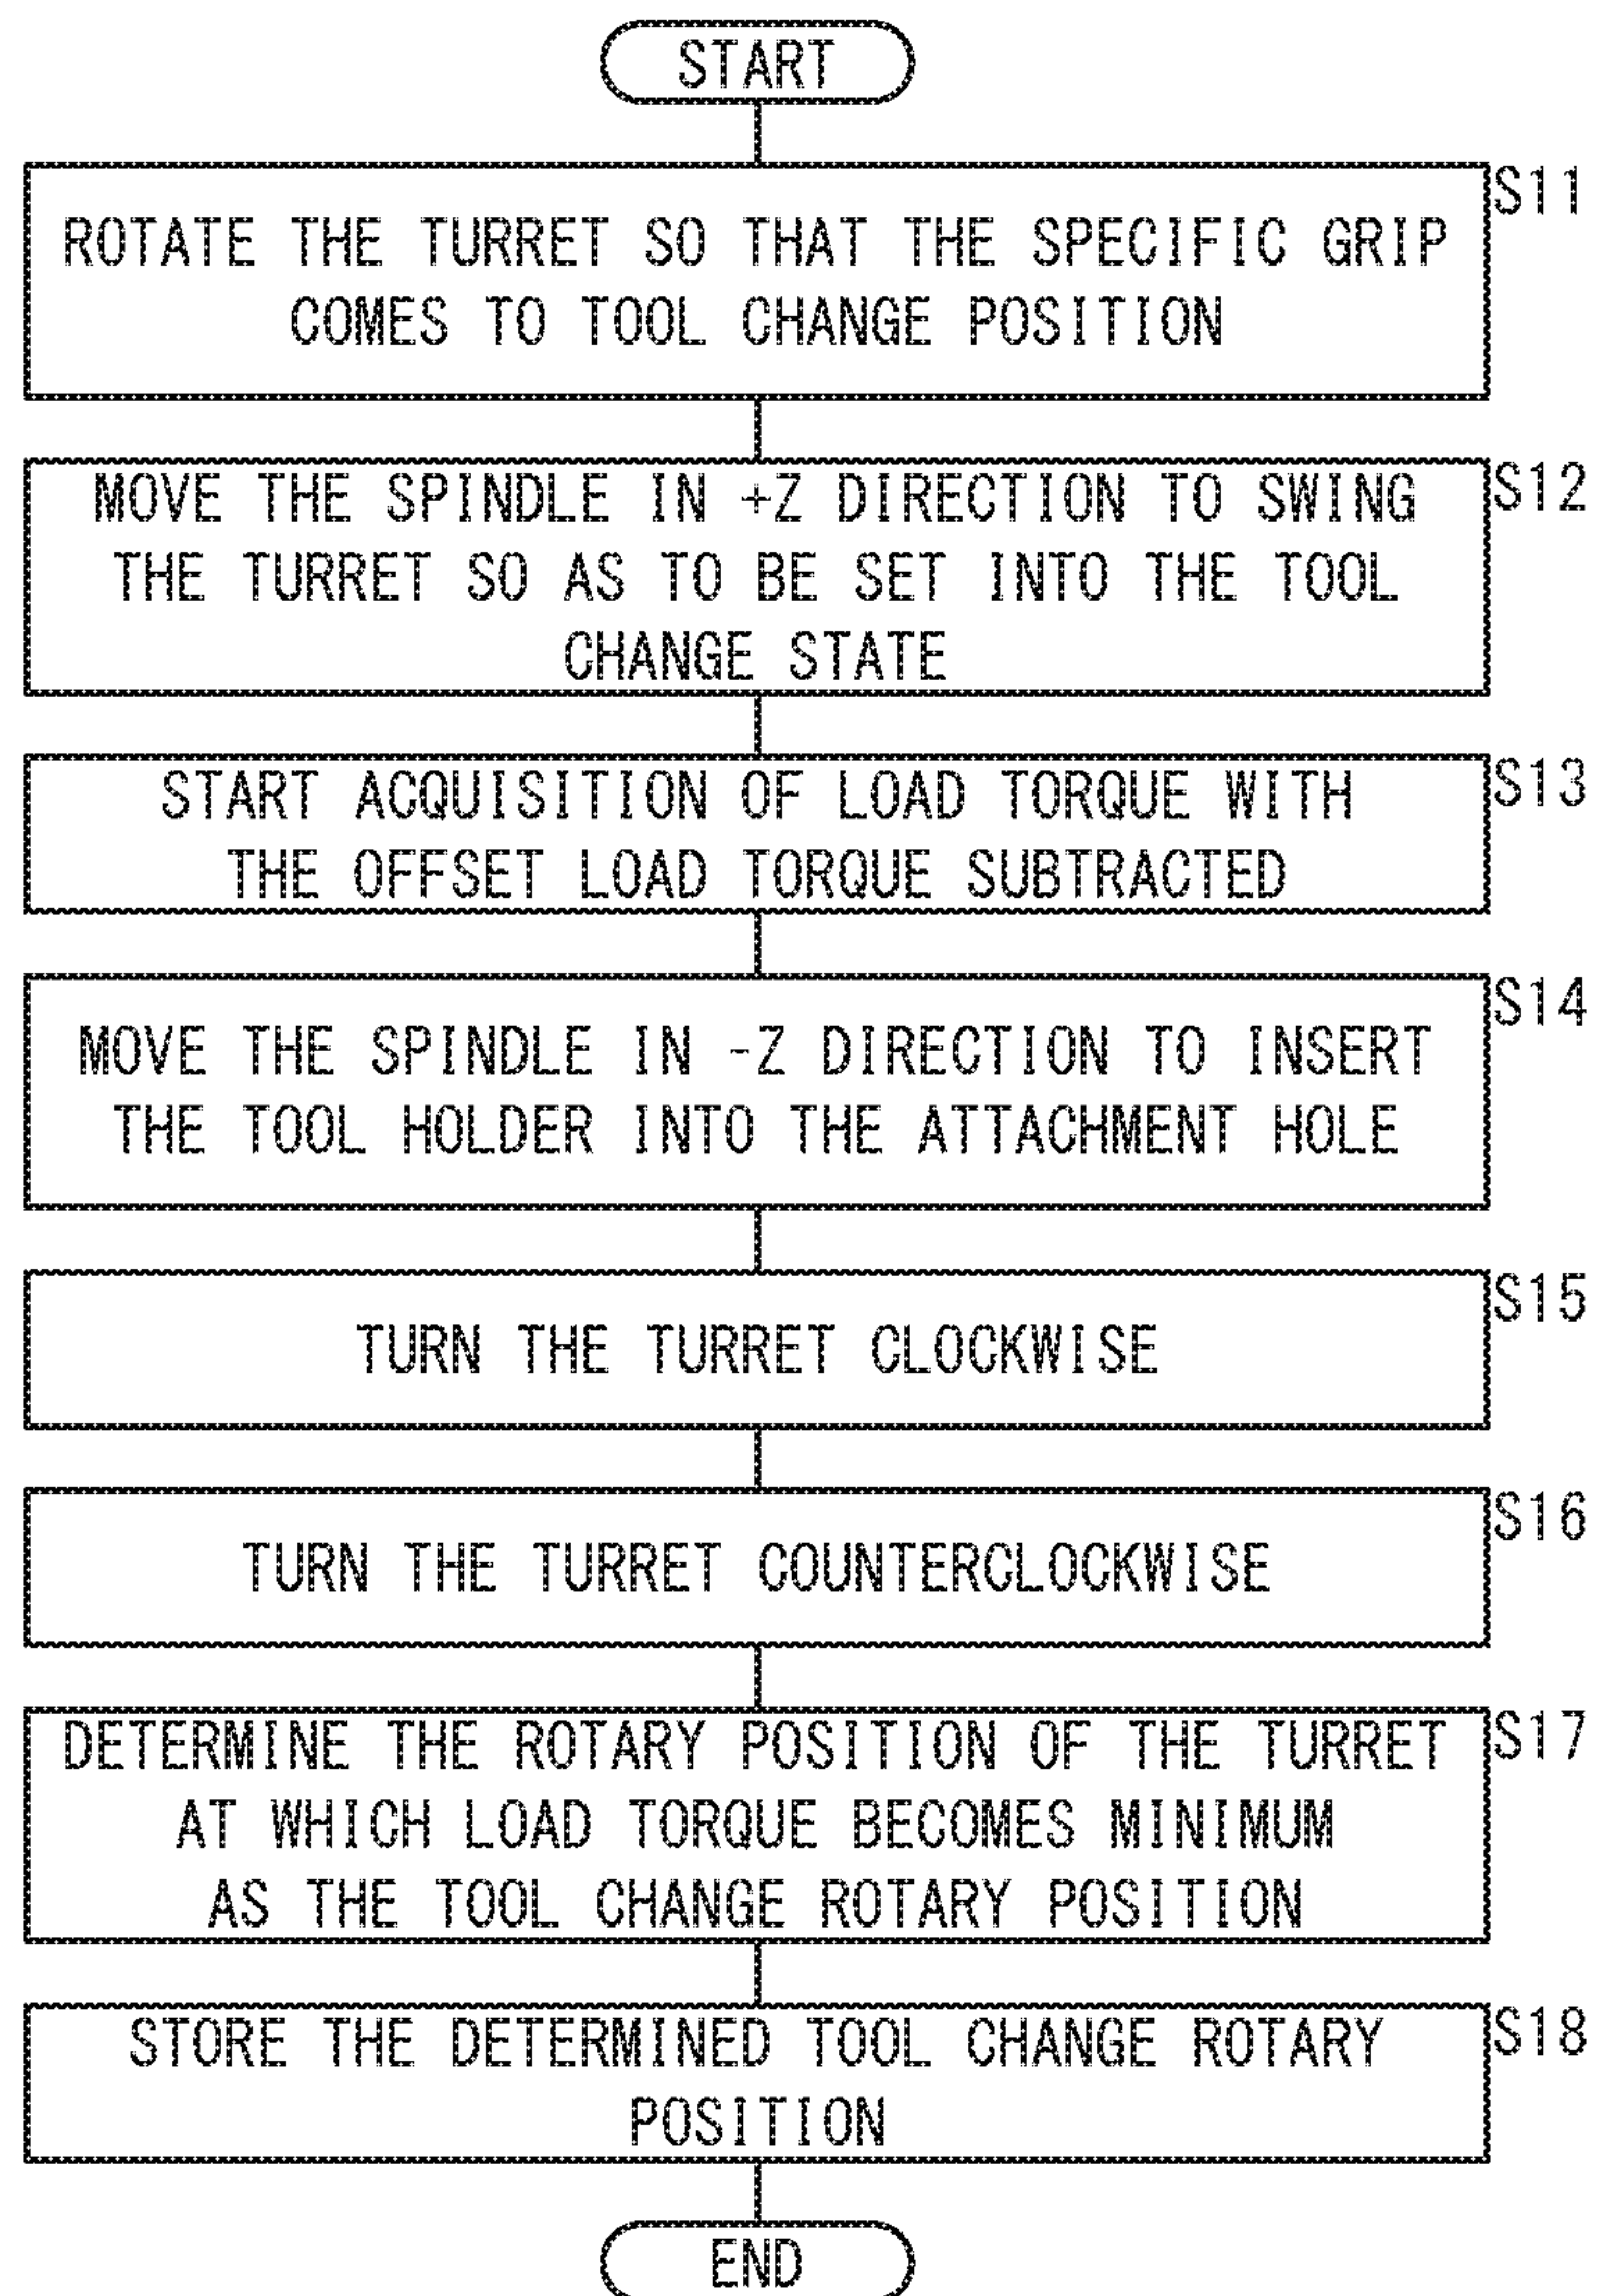 START
S11
ROTATE THE TURRET SO THAT THE SPECIFIC GRIP
COMES TO TOOL CHANGE POSITION
S12
MOVE THE SPINDLE IN +Z DIRECTION TO SWING
THE TURRET SO AS TO BE SET INTO THE TOOL
CHANGE STATE
S13
START ACQUISITION OF LOAD TORQUE WITH
THE OFFSET LOAD TORQUE SUBTRACTED
S14
MOVE THE SPINDLE IN -Z DIRECTION TO INSERT
THE TOOL HOLDER INTO THE ATTACHMENT HOLE
S15
TURN THE TURRET CLOCKWISE
S16
TURN THE TURRET COUNTERCLOCKWISE
S17
DETERMINE THE ROTARY POSITION OF THE TURRET
AT WHICH LOAD TORQUE BECOMES MINIMUM
AS THE TOOL CHANGE ROTARY POSITION
S18
STORE THE DETERMINED TOOL CHANGE ROTARY
POSITION
END